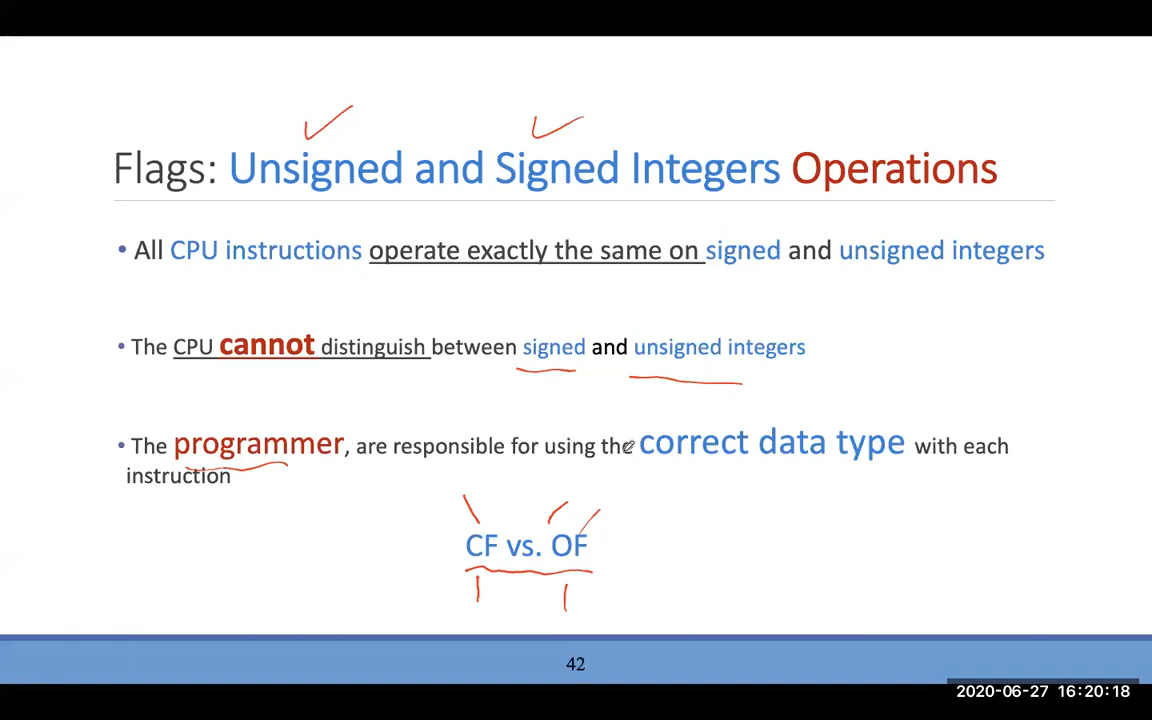 Flags: Unsigned and Signed Integers Operations
• All CPU instructions operate exactly the same on signed and unsigned integers
• The CPU cannot distinguish between signed and unsigned integers
• The programmer, are responsible for using the correct data type with each
instruction
CF vs. OF
42
2020-06-27 16:20:18